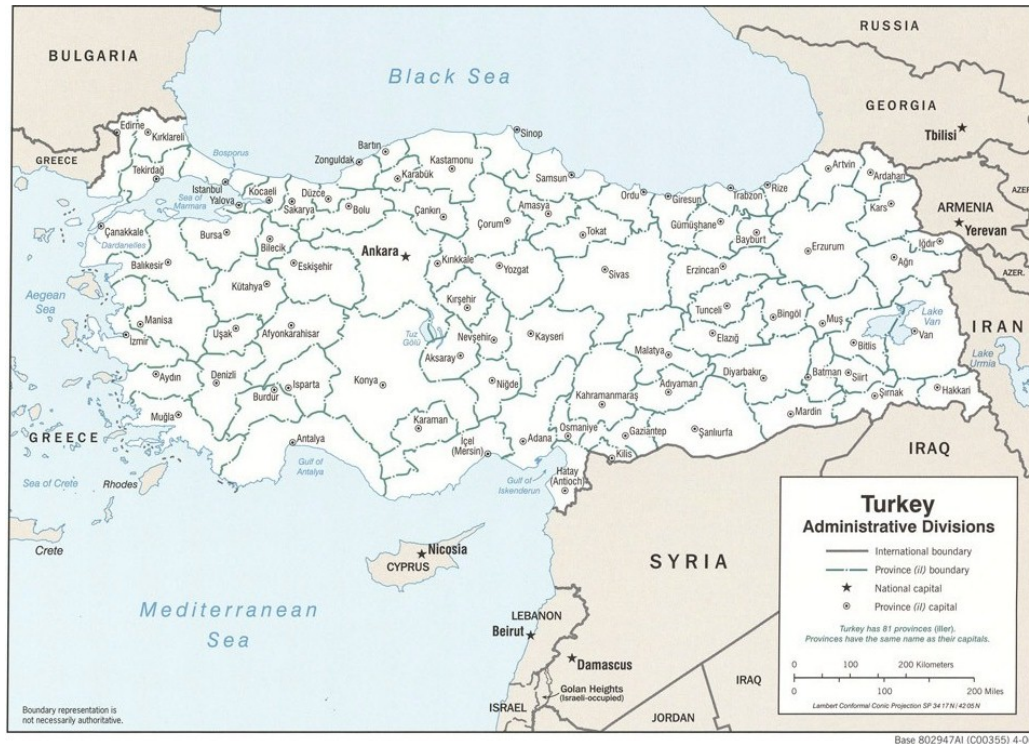 RUSSIA
BULGARIA
Black Sea
GEORGIA
Tbilisi
Edirne
Kırklareli
Sinop
Bartın
Zonguldak
Kastamonu
GREECE
Bosporus
Tekirdağ
Karabük
Samsun
Artvin
Ardahan
Istanbul
Yalova
Kocaeli
Düzce
Ordu
Giresun
Trabzon
Rize
AZER
Sea of
Marmara
Sakarya
Bolu
Çankırı
Amasya
Çorum
Gümüşhane
Kars
ARMENIA
Yerevan
Çanakkale
Dardanelles
Bursa
Bilecik
Tokat
Bayburt
Iğdır
Ankara
Erzurum
Ağrı
AZER.
Balıkesir
Eskişehir
Kırıkkale
Yozgat
Sivas
Erzincan
Kütahya
Aegean
Sea
Kırşehir
Tunceli
Bingöl
Muş
Lake
Van
IRAN
Manisa
Uşak
Afyonkarahisar
Tuz
Gölü
Nevşehir
Kayseri
Elazığ
Van
İzmir
Aksaray
Malatya
Bitlis
Lake
Urmia
Aydın
Denizli
Isparta
Burdur
Konya
Niğde
Diyarbakır
Batman
Siirt
Adıyaman
Hakkari
Kahramanmaraş
Şırnak
Muğla
Karaman
Mardin
GREECE
Antalya
İçel
(Mersin)
Adana
Osmaniye
Gaziantep
Şanlıurfa
Kilis
IRAQ
Gulf of
Antalya
Hatay
(Antioch)
Gulf of
Iskenderun
Sea of Crete
Rhodes
Crete
Nicosia
CYPRUS
SYRIA
Mediterranean
Sea
LEBANON
Beirut
Damascus
Golan Heights
(Israeli-occupied)
ISRAEL
JORDAN
IRAQ
Turkey
Administrative Divisions
International boundary
Province (il) boundary
National capital
Province (il) capital
Turkey has 81 provinces (iller).
Provinces have the same name as their capitals.
0 100 200 Kilometers
0 100 200 Miles
Lambert Conformal Conic Projection SP 34 17 N / 42 05 N
Boundary representation is
not necessarily authoritative.
Base 802947AI (C00355) 4-0